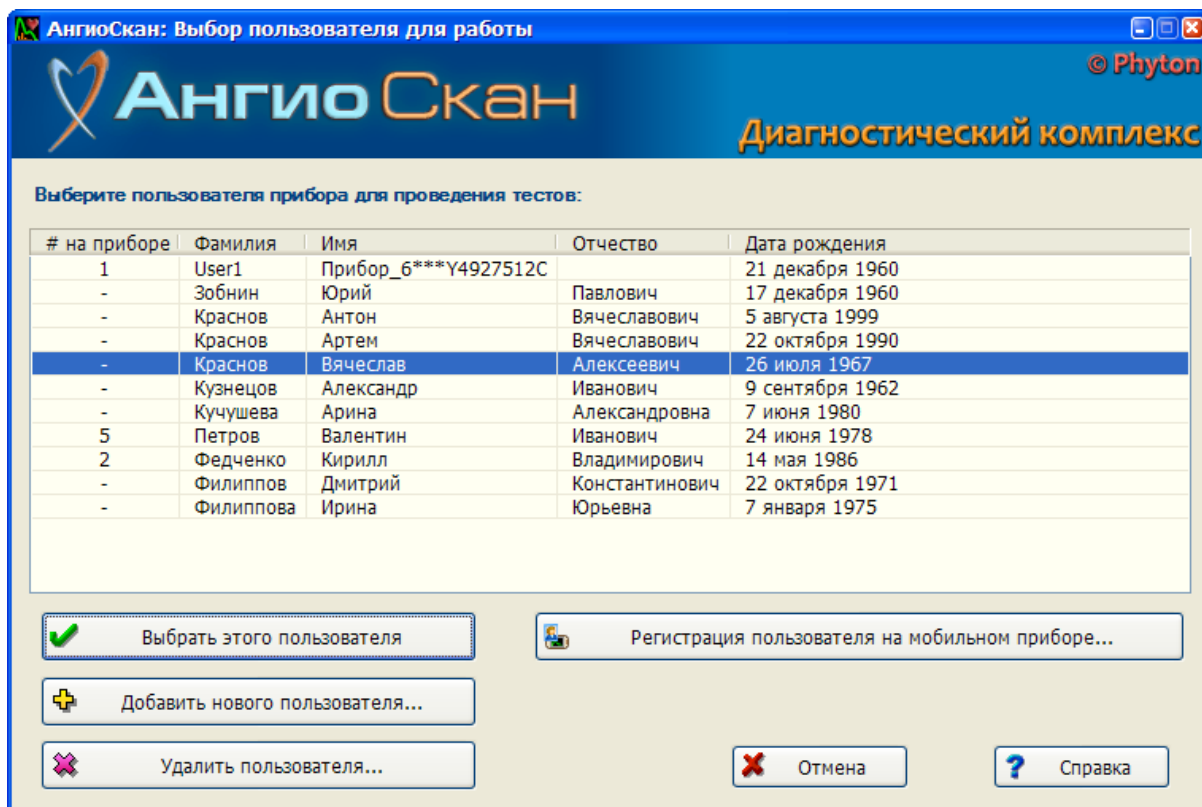 АнгиоСкан: Выбор пользователя для работы
© Phyton
Ангио Скан
Диагностический комплекс
Выберите пользователя прибора для проведения тестов:
# на приборе Фамилия Имя Отчество Дата рождения
1 User1 Прибор_6***Y4927512C 21 декабря 1960
- Зобнин Юрий Павлович 17 декабря 1960
- Краснов Антон Вячеславович 5 августа 1999
- Краснов Артем Вячеславович 22 октября 1990
- Краснов Вячеслав Алексеевич 26 июля 1967
- Кузнецов Александр Иванович 9 сентября 1962
- Кучушева Арина Александровна 7 июня 1980
5 Петров Валентин Иванович 24 июня 1978
2 Федченко Кирилл Владимирович 14 мая 1986
- Филиппов Дмитрий Константинович 22 октября 1971
- Филиппова Ирина Юрьевна 7 января 1975
Выбрать этого пользователя Регистрация пользователя на мобильном приборе...
Добавить нового пользователя...
Удалить пользователя... Отмена ? Справка